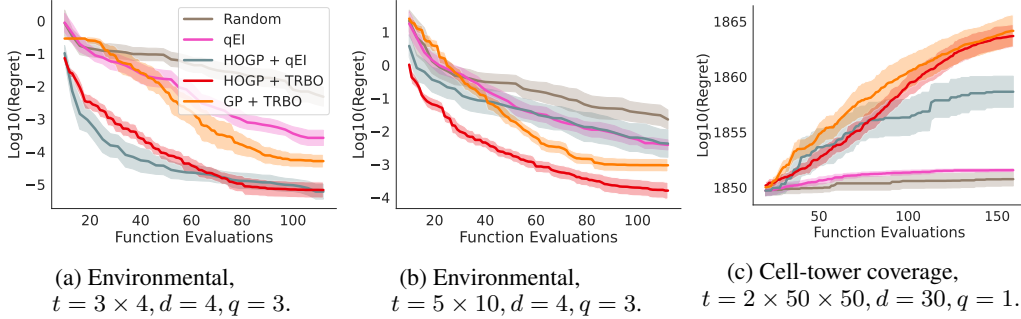 Log10(Regret)
0
−1
−2
−3
−4
−5
20
40
60
80
100
Function Evaluations
Random
qEI
HOGP + qEI
HOGP + TRBO
GP + TRBO
(a) Environmental,
t = 3 × 4, d = 4, q = 3.
Log10(Regret)
1
0
−1
−2
−3
−4
20
40
60
80
100
Function Evaluations
(b) Environmental,
t = 5 × 10, d = 4, q = 3.
Log10(Regret)
1865
1860
1855
1850
50
100
150
Function Evaluations
(c) Cell-tower coverage,
t = 2 × 50 × 50, d = 30, q = 1.